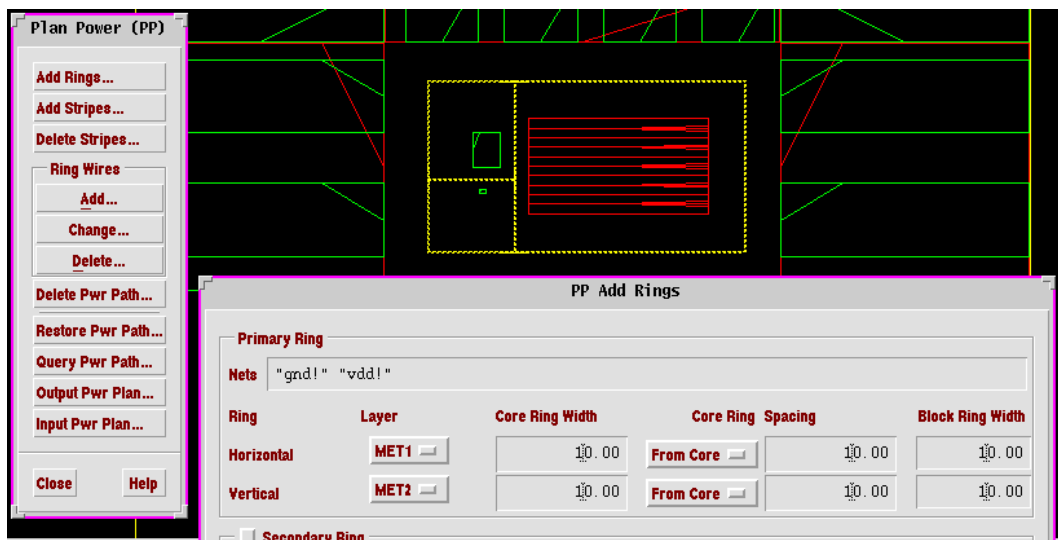 Plan Power (PP)
Add Rings...
Add Stripes...
Delete Stripes...
Ring Wires
Add...
Change...
Delete...
Delete Pwr Path...
Restore Pwr Path...
Query Pwr Path...
Output Pwr Plan...
Input Pwr Plan...
Close Help
PP Add Rings
Primary Ring
Nets "gnd!" "vdd!"
Ring Layer Core Ring Width Core Ring Spacing Block Ring Width
Horizontal MET1 10.00 From Core 10.00 10.00
Vertical MET2 10.00 From Core 10.00 10.00
Secondary Ring